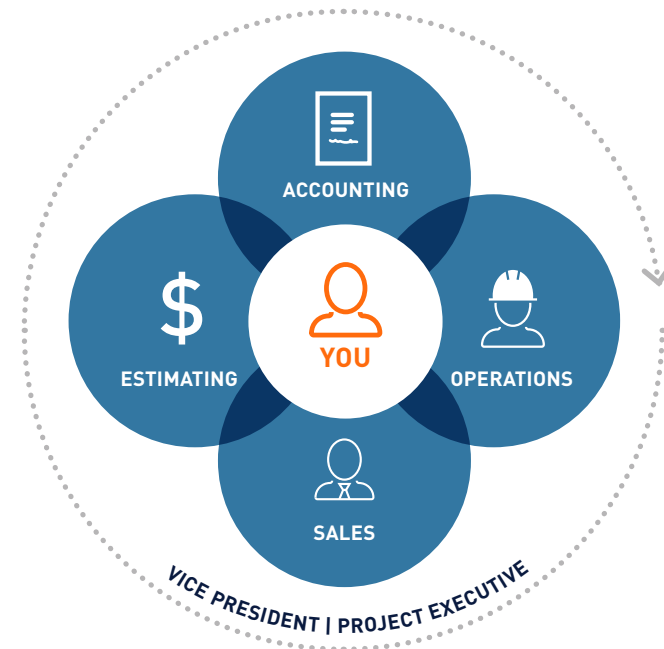 ACCOUNTING
$
ESTIMATING
YOU
OPERATIONS
SALES
VICE PRESIDENT | PROJECT EXECUTIVE